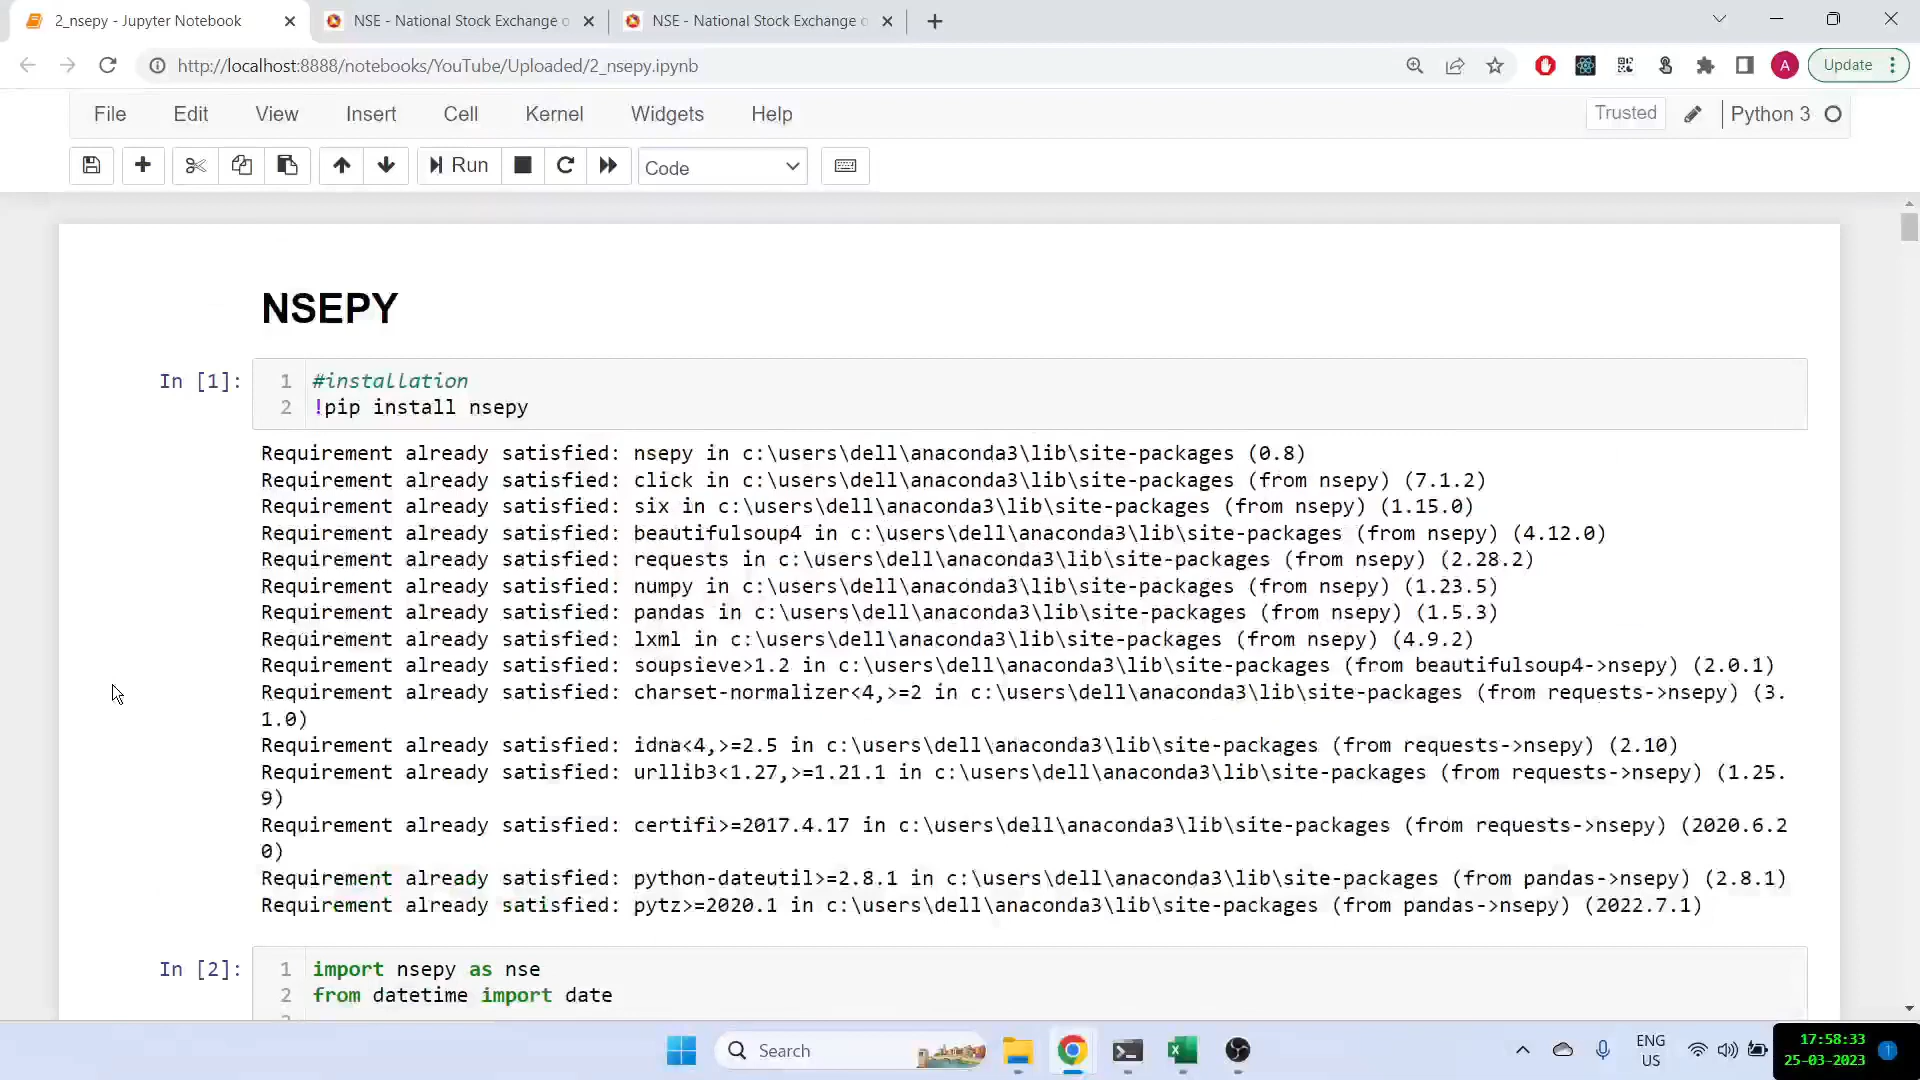 2_nsepy - Jupyter Notebook
NSE - National Stock Exchange o
NSE - National Stock Exchange o
http://localhost:8888/notebooks/YouTube/Uploaded/2_nsepy.ipynb
A
Update
File Edit View Insert Cell Kernel Widgets Help
Trusted
Python 3
Run
Code
NSEPY
In [1]:
1 #installation
2 !pip install nsepy
Requirement already satisfied: nsepy in c:\users\dell\anaconda3\lib\site-packages (0.8)
Requirement already satisfied: click in c:\users\dell\anaconda3\lib\site-packages (from nsepy) (7.1.2)
Requirement already satisfied: six in c:\users\dell\anaconda3\lib\site-packages (from nsepy) (1.15.0)
Requirement already satisfied: beautifulsoup4 in c:\users\dell\anaconda3\lib\site-packages (from nsepy) (4.12.0)
Requirement already satisfied: requests in c:\users\dell\anaconda3\lib\site-packages (from nsepy) (2.28.2)
Requirement already satisfied: numpy in c:\users\dell\anaconda3\lib\site-packages (from nsepy) (1.23.5)
Requirement already satisfied: pandas in c:\users\dell\anaconda3\lib\site-packages (from nsepy) (1.5.3)
Requirement already satisfied: lxml in c:\users\dell\anaconda3\lib\site-packages (from nsepy) (4.9.2)
Requirement already satisfied: soupsieve>1.2 in c:\users\dell\anaconda3\lib\site-packages (from beautifulsoup4->nsepy) (2.0.1)
Requirement already satisfied: charset-normalizer<4,>=2 in c:\users\dell\anaconda3\lib\site-packages (from requests->nsepy) (3.
1.0)
Requirement already satisfied: idna<4,>=2.5 in c:\users\dell\anaconda3\lib\site-packages (from requests->nsepy) (2.10)
Requirement already satisfied: urllib3<1.27,>=1.21.1 in c:\users\dell\anaconda3\lib\site-packages (from requests->nsepy) (1.25.
9)
Requirement already satisfied: certifi>=2017.4.17 in c:\users\dell\anaconda3\lib\site-packages (from requests->nsepy) (2020.6.2
0)
Requirement already satisfied: python-dateutil>=2.8.1 in c:\users\dell\anaconda3\lib\site-packages (from pandas->nsepy) (2.8.1)
Requirement already satisfied: pytz>=2020.1 in c:\users\dell\anaconda3\lib\site-packages (from pandas->nsepy) (2022.7.1)
In [2]:
1 import nsepy as nse
2 from datetime import date
Search
ENG
US
17:58:33
25-03-2023
1